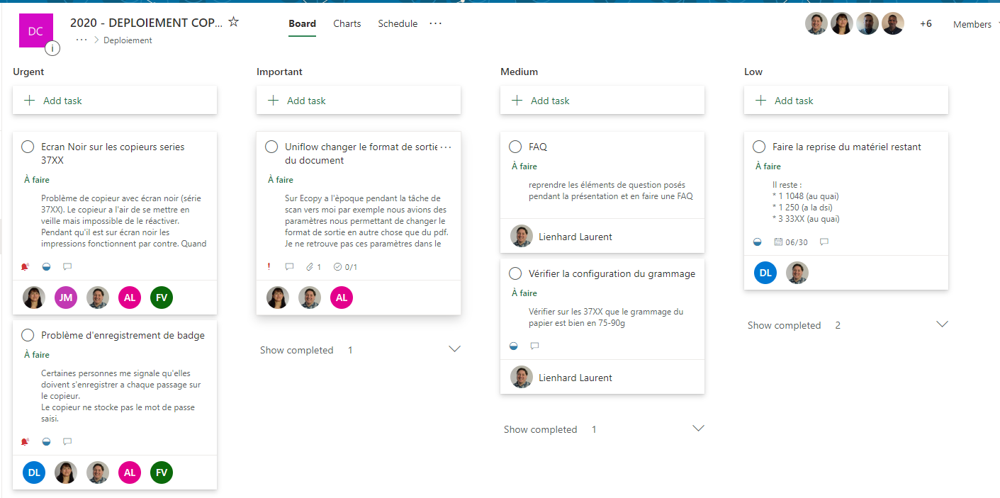 DC
2020 - DEPLOIEMENT COP...
i
Deploiement
Board
Charts
Schedule
+6
Members
Urgent
Add task
Ecran Noir sur les copieurs series
37XX
À faire
Problème de copieur avec écran noir (série
37XX). Le copieur a l'air de se mettre en
veille mais impossible de le réactiver.
Pendant qu'il est sur écran noir les
impressions fonctionnent par contre. Quand
JM
AL
FV
Problème d'enregistrement de badge
À faire
Certaines personnes me signale qu'elles
doivent s'enregistrer a chaque passage sur
le copieur.
Le copieur ne stocke pas le mot de passe
saisi.
DL
AL
FV
Important
Add task
Uniflow changer le format de sortie ...
du document
À faire
Sur Ecopy a l'èpoque pendant la tâche de
scan vers moi par exemple nous avions des
paramètres nous permettant de changer le
format de sortie en autre chose que du pdf.
Je ne retrouve pas ces paramètres dans le
1
0/1
AL
Show completed 1
Medium
Add task
FAQ
À faire
reprendre les éléments de question posés
pendant la présentation et en faire une FAQ
Lienhard Laurent
Vérifier la configuration du grammage
À faire
Vérifier sur les 37XX que le grammage du
papier est bien en 75-90g
Lienhard Laurent
Show completed 1
Low
Add task
Faire la reprise du matériel restant
À faire
Il reste :
* 1 1048 (au quai)
* 1 250 (a la dsi)
* 3 33XX (au quai)
06/30
DL
Show completed 2